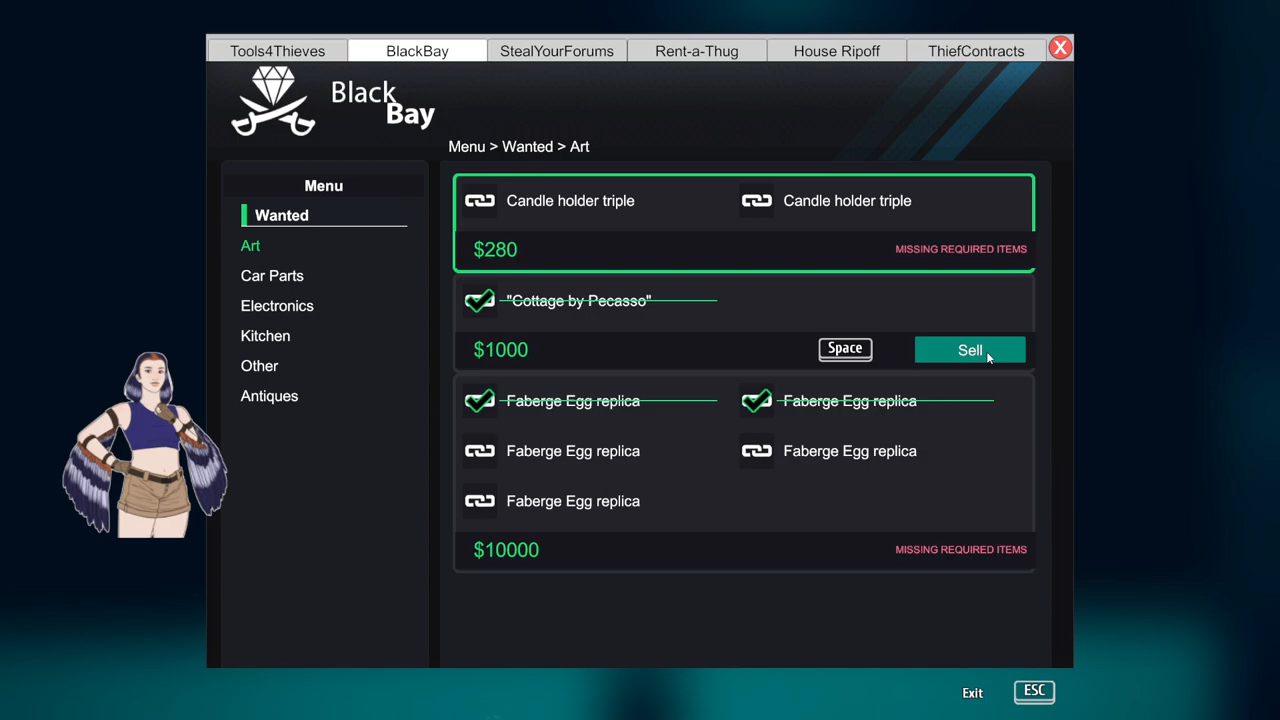 Tools4Thieves BlackBay StealYourForums Rent-a-Thug House Ripoff ThiefContracts X
Black
Bay
Menu > Wanted > Art
Menu
Wanted
Art
Car Parts
Electronics
Kitchen
Other
Antiques
Candle holder triple Candle holder triple
$280 MISSING REQUIRED ITEMS
"Cottage by Pecasso"
$1000 Space Sell
Faberge Egg replica Faberge Egg replica
Faberge Egg replica Faberge Egg replica
Faberge Egg replica
$10000 MISSING REQUIRED ITEMS
Exit ESC